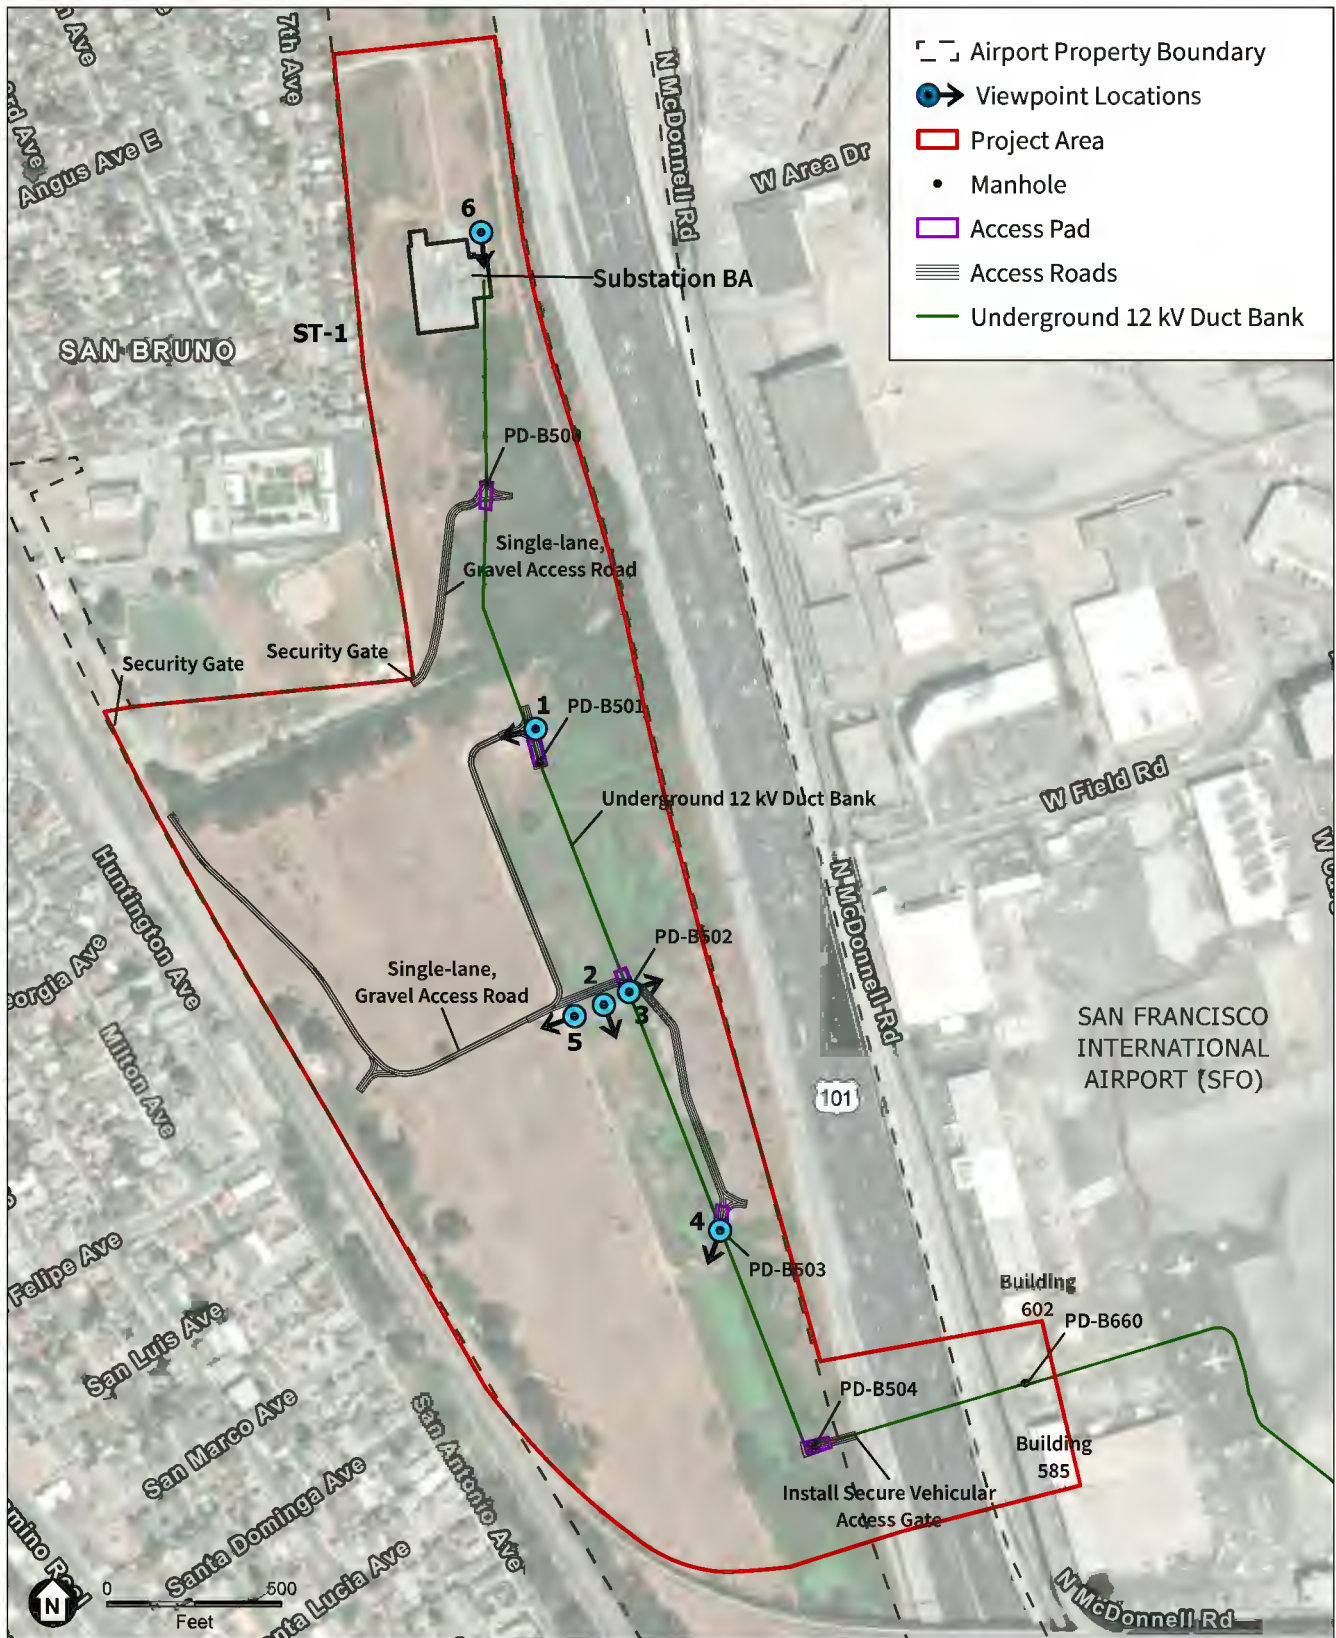 7th Ave
Angus Ave E
N McDonnell Rd
W Area Dr
Airport Property Boundary
Viewpoint Locations
Project Area
Manhole
Access Pad
Access Roads
Underground 12 kV Duct Bank
6
Substation BA
ST-1
SAN BRUNO
PD-B500
Single-lane,
Gravel Access Road
Security Gate
Security Gate
1
PD-B501
Underground 12 kV Duct Bank
W Field Rd
Huntington Ave
N McDonnell Rd
PD-B502
Single-lane,
Gravel Access Road
2
3
5
SAN FRANCISCO
INTERNATIONAL
AIRPORT (SFO)
101
Milton Ave
4
PD-B503
Felipe Ave
San Luis Ave
Building
602
PD-B660
PD-B504
San Marco Ave
San Antonio Ave
Building
585
Install Secure Vehicular
Access Gate
Santa Dominga Ave
N
0 500
Feet
N McDonnell Rd